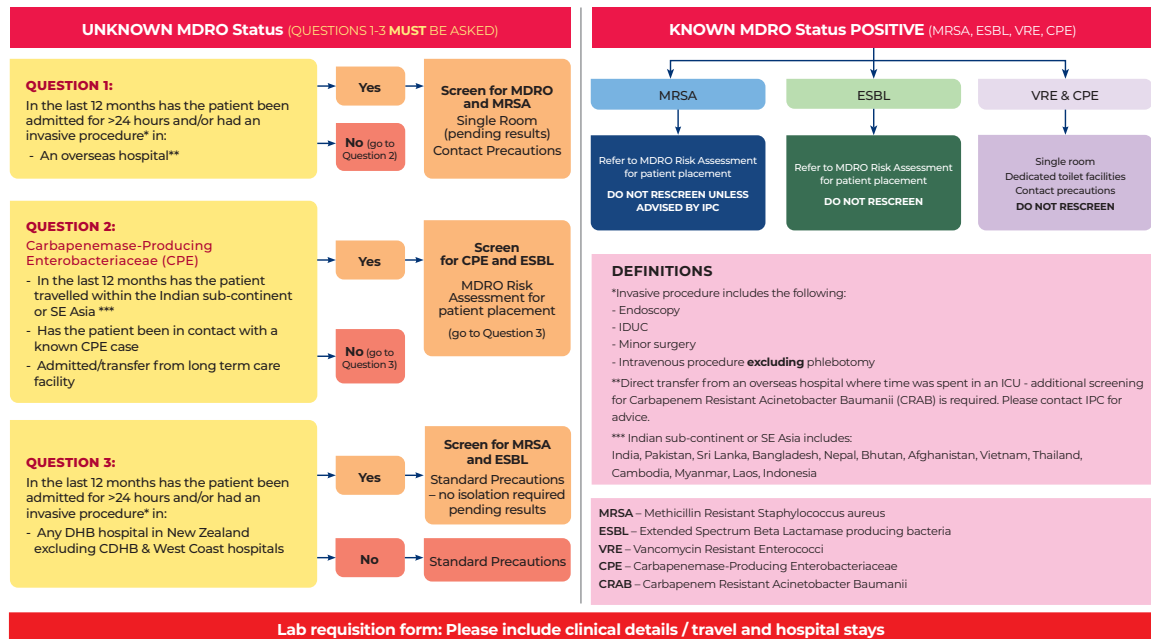 UNKNOWN MDRO Status (QUESTIONS 1-3 MUST BE ASKED)
QUESTION 1:
In the last 12 months has the patient been
admitted for >24 hours and/or had an
invasive procedure* in:
- An overseas hospital**
Yes
No (go to
Question 2)
Screen for MDRO
and MRSA
Single Room
(pending results)
Contact Precautions
QUESTION 2:
Carbapenemase-Producing
Enterobacteriaceae (CPE)
- In the last 12 months has the patient
travelled within the Indian sub-continent
or SE Asia ***
- Has the patient been in contact with a
known CPE case
- Admitted/transfer from long term care
facility
Yes
No (go to
Question 3)
Screen
for CPE and ESBL
MDRO Risk
Assessment for
patient placement
(go to Question 3)
QUESTION 3:
In the last 12 months has the patient been
admitted for >24 hours and/or had an
invasive procedure* in:
- Any DHB hospital in New Zealand
excluding CDHB & West Coast hospitals
Yes
No
Screen for MRSA
and ESBL
Standard Precautions
– no isolation required
pending results
Standard Precautions
KNOWN MDRO Status POSITIVE (MRSA, ESBL, VRE, CPE)
MRSA
ESBL
VRE & CPE
Refer to MDRO Risk Assessment
for patient placement
DO NOT RESCREEN UNLESS
ADVISED BY IPC
Refer to MDRO Risk Assessment
for patient placement
DO NOT RESCREEN
Single room
Dedicated toilet facilities
Contact precautions
DO NOT RESCREEN
DEFINITIONS
*Invasive procedure includes the following:
- Endoscopy
- IDUC
- Minor surgery
- Intravenous procedure excluding phlebotomy
**Direct transfer from an overseas hospital where time was spent in an ICU - additional screening
for Carbapenem Resistant Acinetobacter Baumanii (CRAB) is required. Please contact IPC for
advice.
*** Indian sub-continent or SE Asia includes:
India, Pakistan, Sri Lanka, Bangladesh, Nepal, Bhutan, Afghanistan, Vietnam, Thailand,
Cambodia, Myanmar, Laos, Indonesia
MRSA – Methicillin Resistant Staphylococcus aureus
ESBL – Extended Spectrum Beta Lactamase producing bacteria
VRE – Vancomycin Resistant Enterococci
CPE – Carbapenemase-Producing Enterobacteriaceae
CRAB – Carbapenem Resistant Acinetobacter Baumanii
Lab requisition form: Please include clinical details / travel and hospital stays